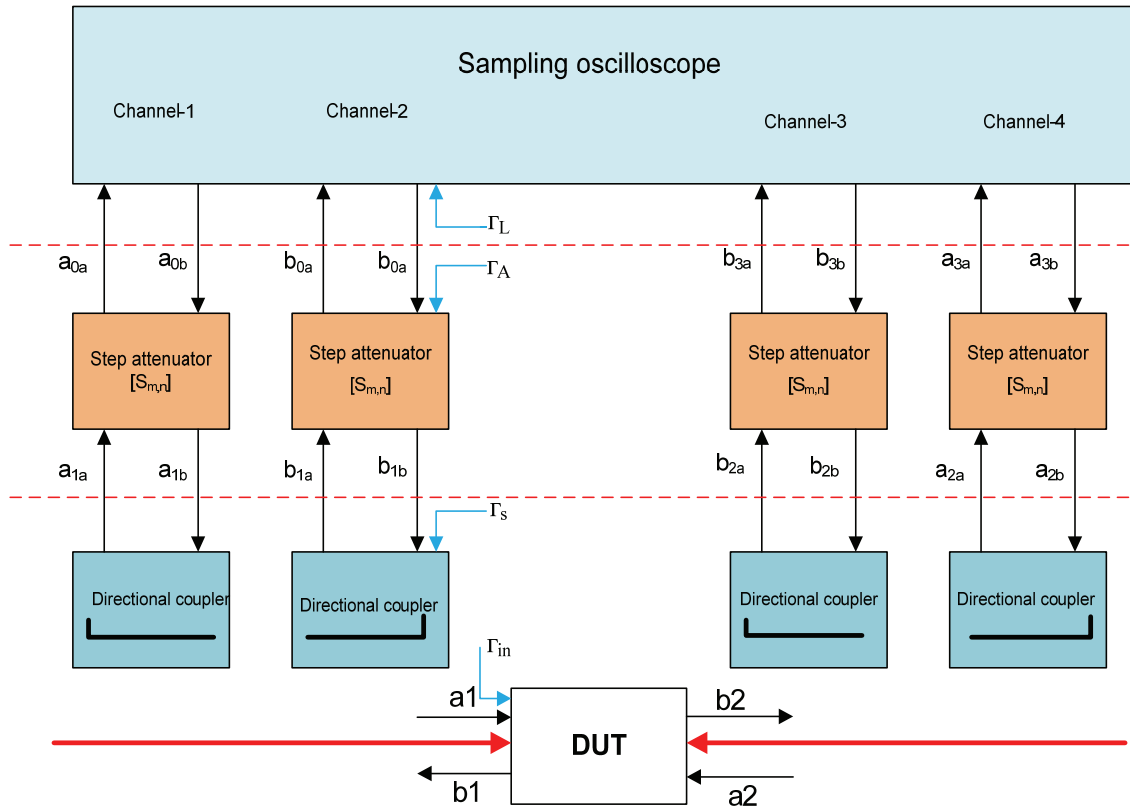 Sampling oscilloscope
Channel-1
Channel-2
Channel-3
Channel-4
ΓL
a0a
a0b
b0a
b0a
b3a
b3b
a3a
a3b
ΓA
Step attenuator
[Sm,n]
Step attenuator
[Sm,n]
Step attenuator
[Sm,n]
Step attenuator
[Sm,n]
a1a
a1b
b1a
b1b
b2a
b2b
a2a
a2b
Γs
Directional coupler
Directional coupler
Directional coupler
Directional coupler
Γin
a1
b2
DUT
b1
a2